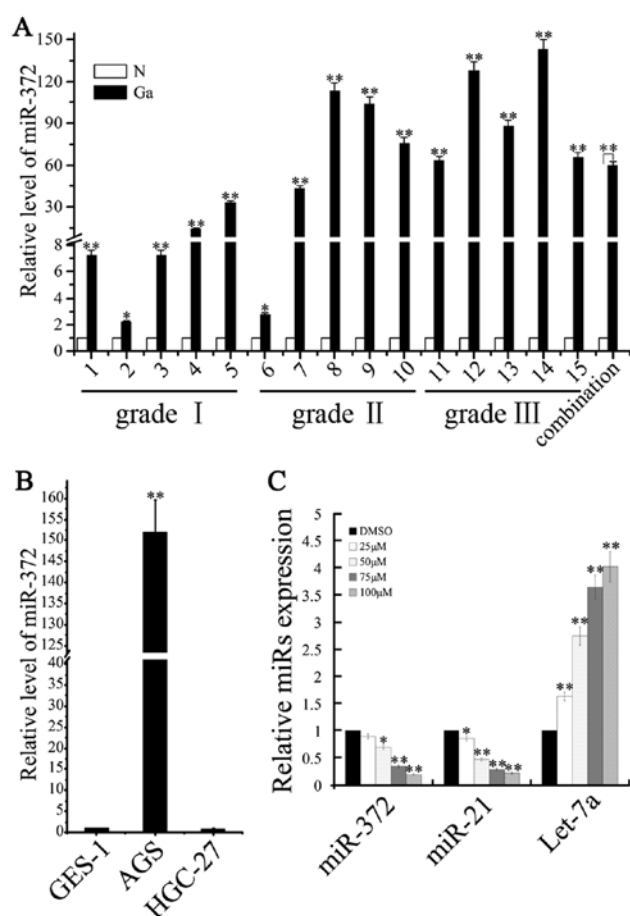 A
Relative level of miR-372
150
120
90
60
30
8
6
4
2
0
N
Ga
** * ** ** ** * ** ** ** ** ** ** ** ** ** **
1 2 3 4 5 6 7 8 9 10 11 12 13 14 15 combination
grade I grade II grade III
B
Relative level of miR-372
160
155
150
145
140
135
130
125
40
35
30
25
20
15
10
5
0
**
GES-1 AGS HGC-27
C
Relative miRs expression
5
4.5
4
3.5
3
2.5
2
1.5
1
0.5
0
DMSO
25μM
50μM
75μM
100μM
* ** ** * ** ** ** ** ** ** **
miR-372 miR-21 Let-7a